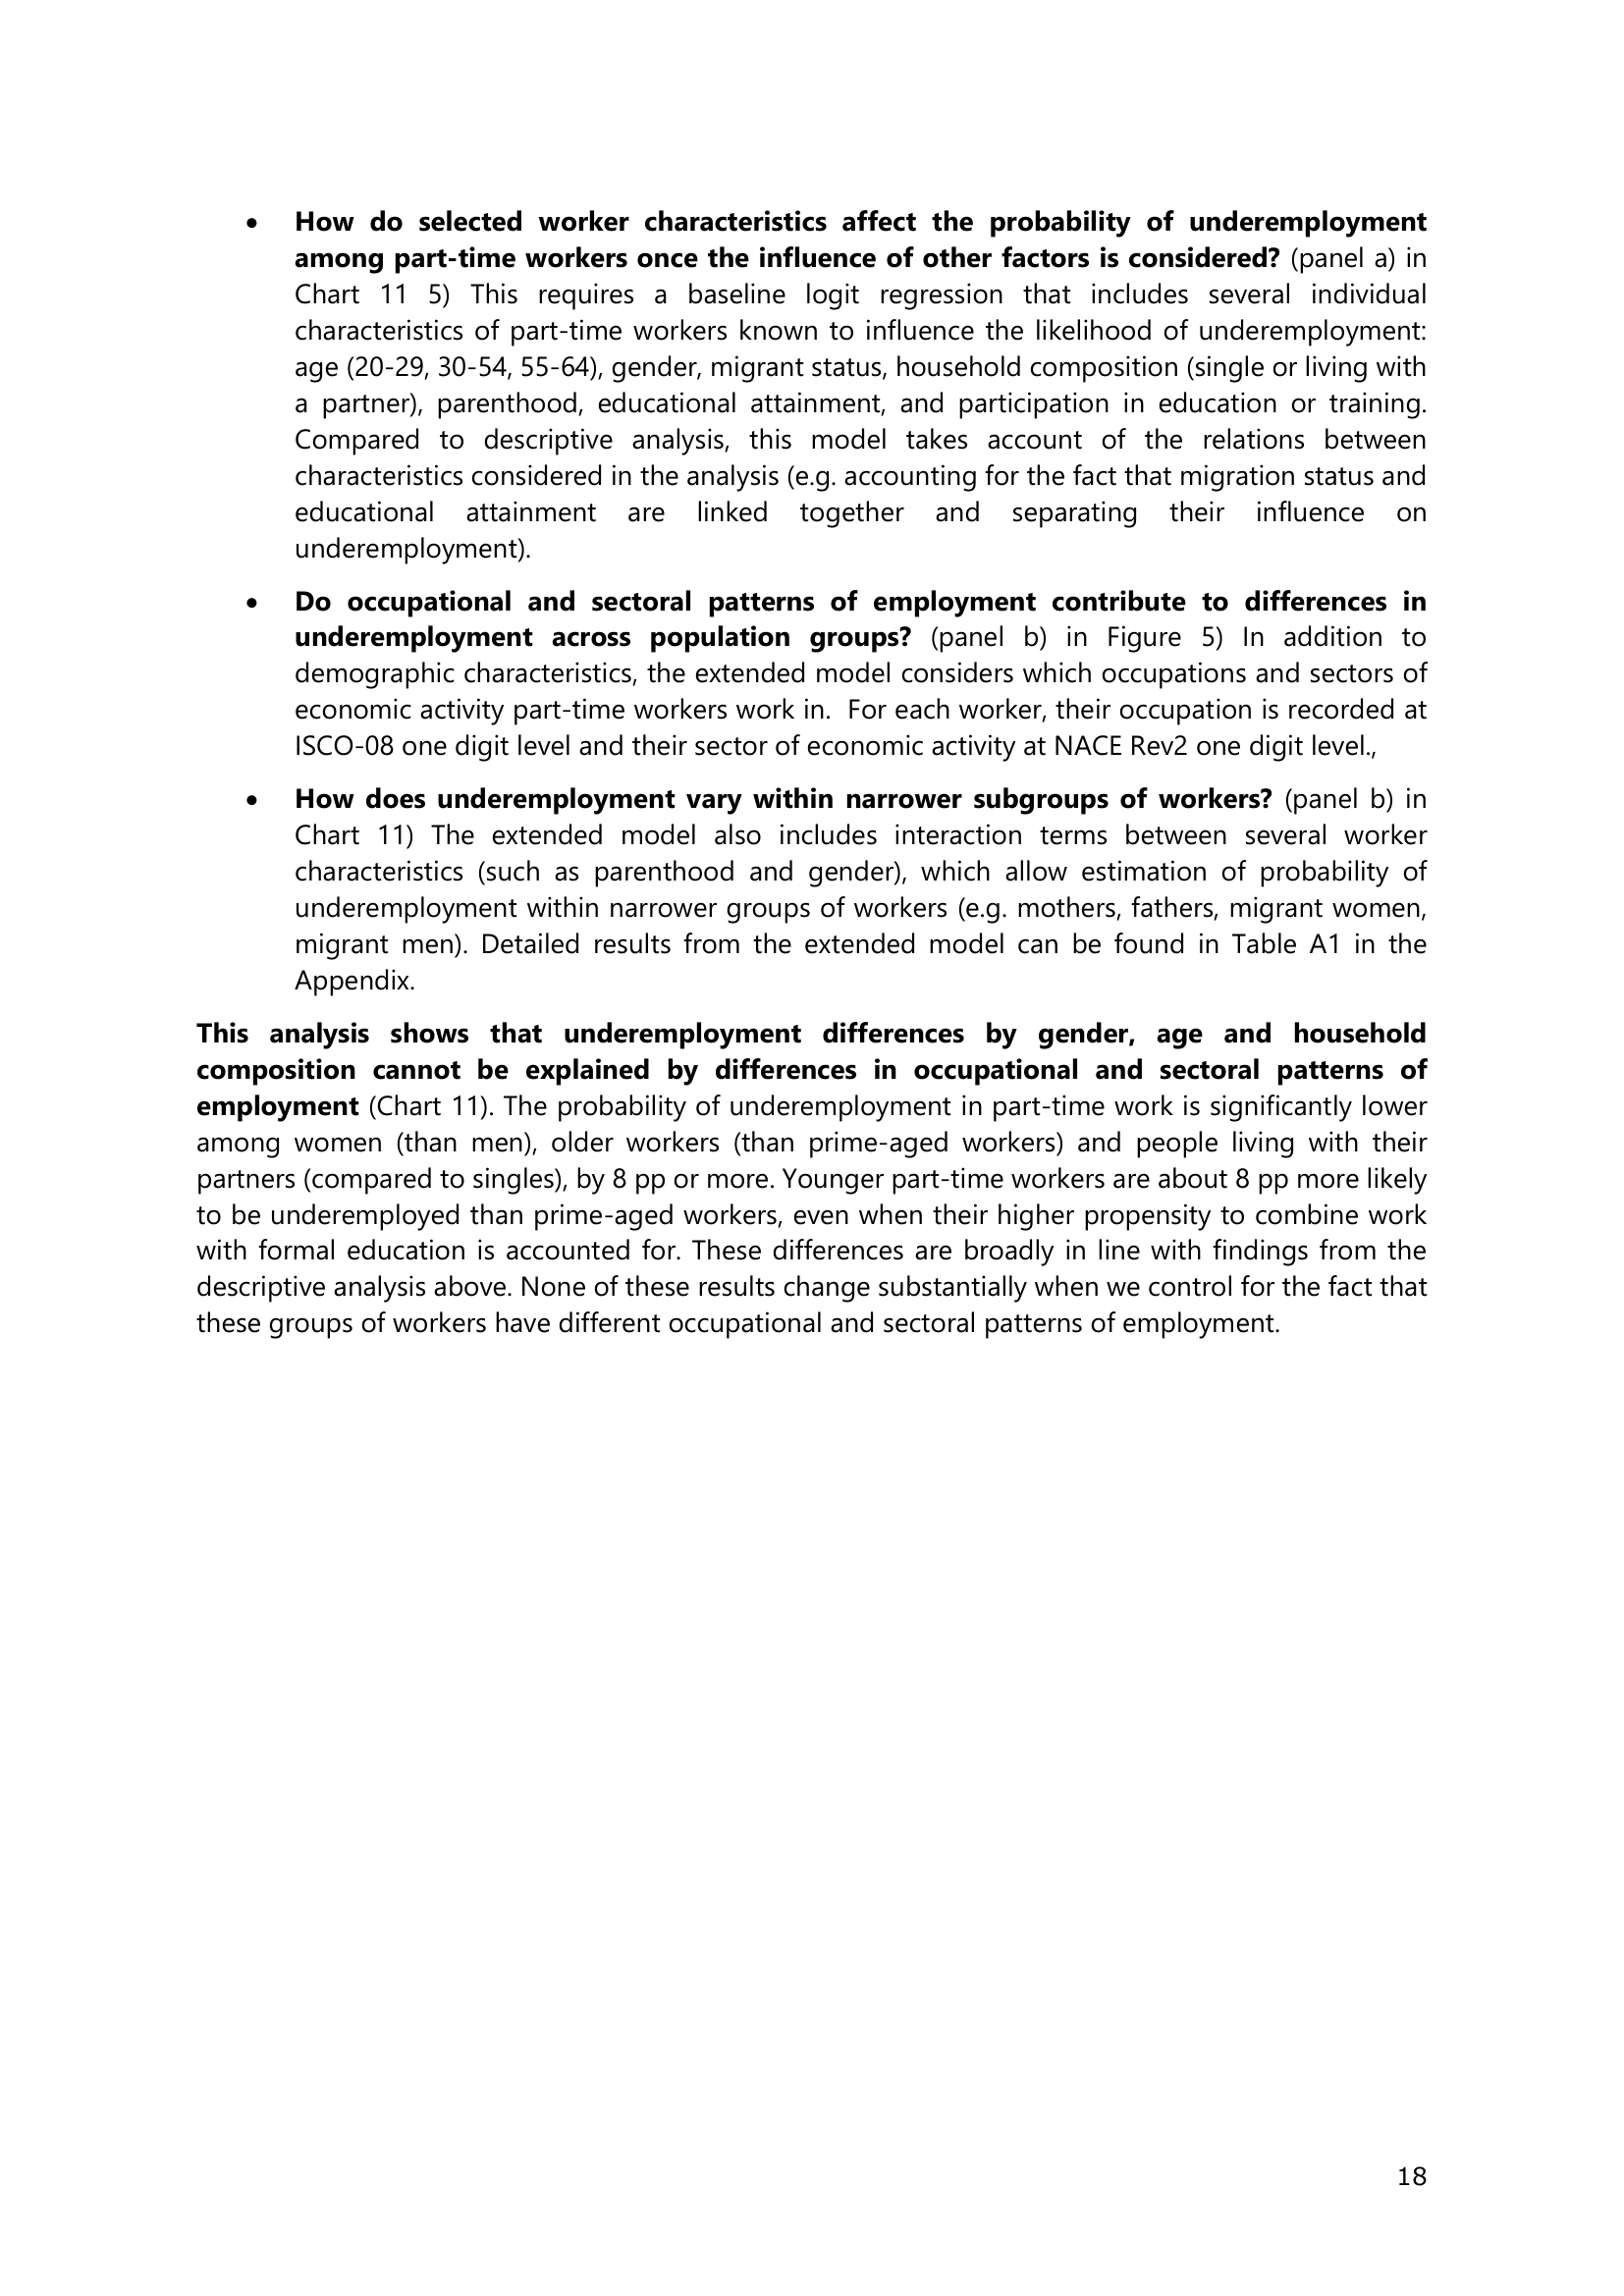 • How do selected worker characteristics affect the probability of underemployment
among part-time workers once the influence of other factors is considered? (panel a) in
Chart 11 5) This requires a baseline logit regression that includes several individual
characteristics of part-time workers known to influence the likelihood of underemployment:
age (20-29, 30-54, 55-64), gender, migrant status, household composition (single or living with
a partner), parenthood, educational attainment, and participation in education or training.
Compared to descriptive analysis, this model takes account of the relations between
characteristics considered in the analysis (e.g. accounting for the fact that migration status and
educational attainment are linked together and separating their influence on
underemployment).
• Do occupational and sectoral patterns of employment contribute to differences in
underemployment across population groups? (panel b) in Figure 5) In addition to
demographic characteristics, the extended model considers which occupations and sectors of
economic activity part-time workers work in.  For each worker, their occupation is recorded at
ISCO-08 one digit level and their sector of economic activity at NACE Rev2 one digit level.,
• How does underemployment vary within narrower subgroups of workers? (panel b) in
Chart 11) The extended model also includes interaction terms between several worker
characteristics (such as parenthood and gender), which allow estimation of probability of
underemployment within narrower groups of workers (e.g. mothers, fathers, migrant women,
migrant men). Detailed results from the extended model can be found in Table A1 in the
Appendix.
This analysis shows that underemployment differences by gender, age and household
composition cannot be explained by differences in occupational and sectoral patterns of
employment (Chart 11). The probability of underemployment in part-time work is significantly lower
among women (than men), older workers (than prime-aged workers) and people living with their
partners (compared to singles), by 8 pp or more. Younger part-time workers are about 8 pp more likely
to be underemployed than prime-aged workers, even when their higher propensity to combine work
with formal education is accounted for. These differences are broadly in line with findings from the
descriptive analysis above. None of these results change substantially when we control for the fact that
these groups of workers have different occupational and sectoral patterns of employment.
18